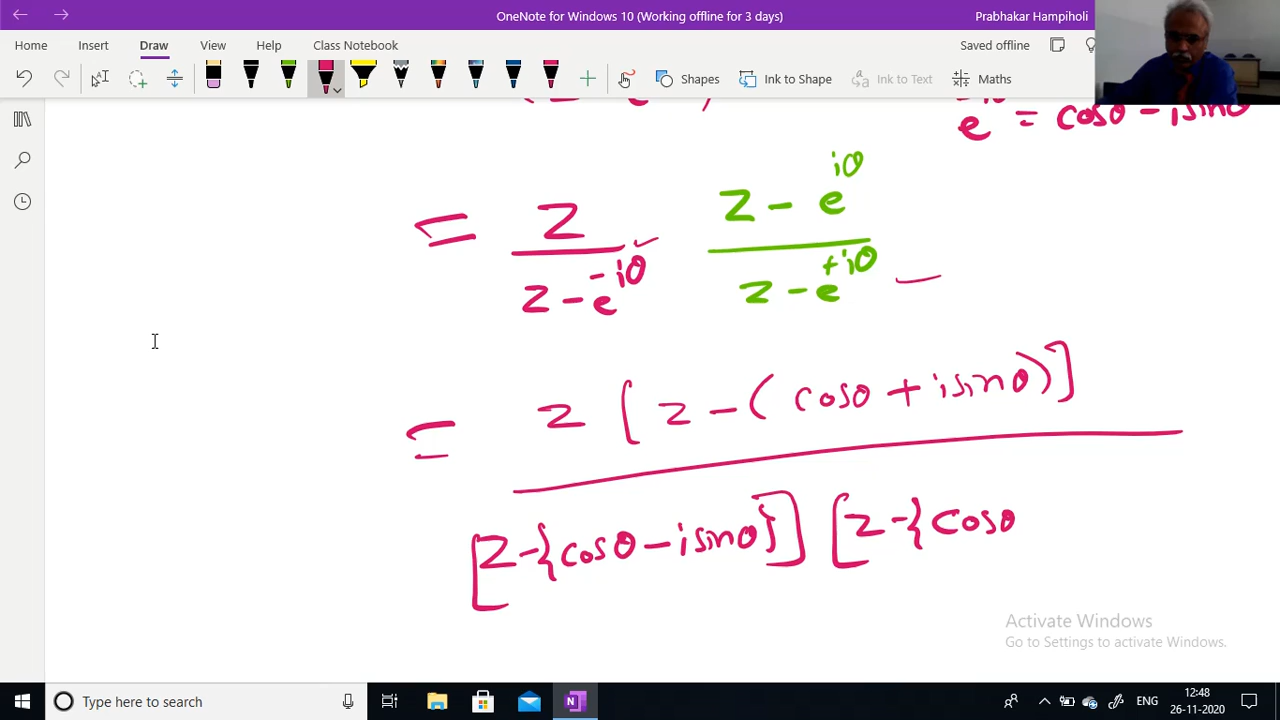 OneNote for Windows 10 (Working offline for 3 days)
Prabhakar Hampiholi
Home Insert Draw View Help Class Notebook
Saved offline
Shapes Ink to Shape Ink to Text Maths
e = cosθ - isinθ
= z / (z - e^{-iθ}) (z - e^{iθ}) / (z - e^{+iθ})
= z [z - (cosθ + isinθ)]
[z - {cosθ - isinθ}] [z - {cosθ
Activate Windows
Go to Settings to activate Windows.
Type here to search
ENG
12:48
26-11-2020